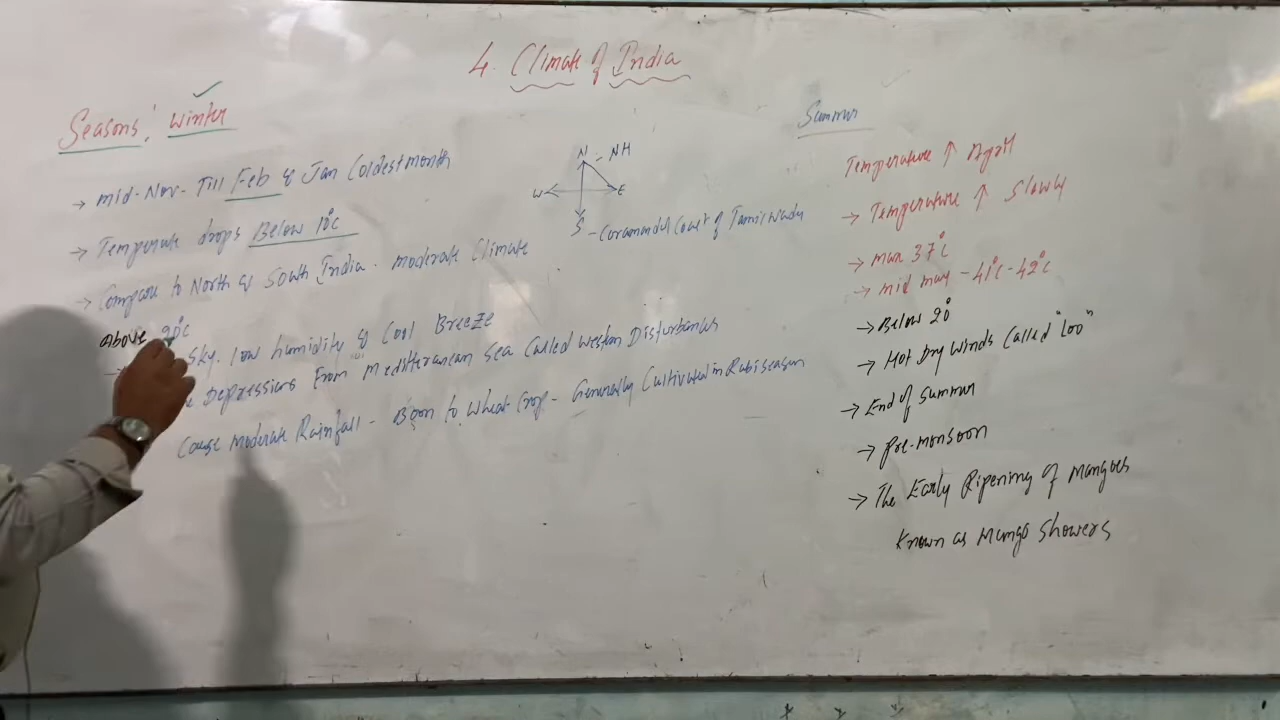 4. Climate of India
Seasons: Winter
→ Mid-Nov- Till Feb & Jan Coldest month
→ Temperate drops Below 10°C
→ Compare to North & South India. moderate Climate
Above 20°C
Sky. low humidity & Cool Breeze
Depressions From Mediterranean Sea Called Western Disturbances
Cause Moderate Rainfall - Boon to Wheat Crop - Generally Cultivated in Rabi season
N - NH
W E
S - Coramandul Coast of Tamil Nadu
Summer
Temperature ↑ April
→ Temperature ↑ Slowly
→ max 37°C
→ mid may - 41°C - 42°C
→ Below 20°
→ Hot Dry Winds Called "Loo"
→ End of Summer
→ Pre-monsoon
→ The Early Ripening of Mangoes
Known as Mango Showers